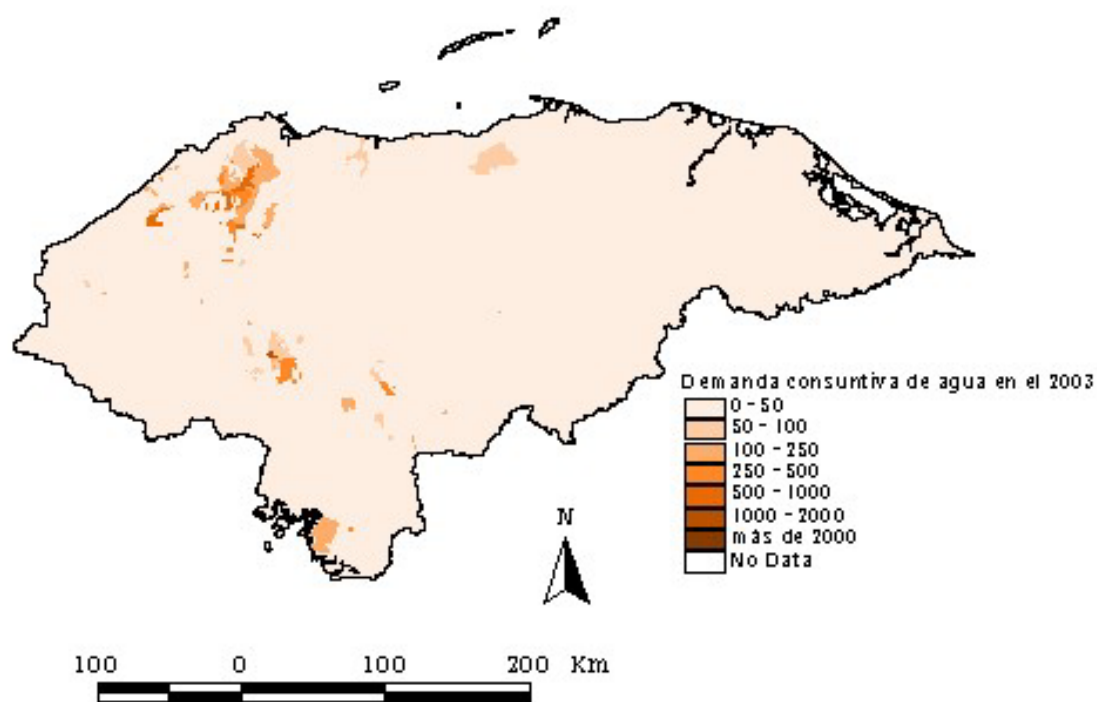 Demanda consuntiva de agua en el 2003
0 - 50
50 - 100
100 - 250
250 - 500
500 - 1000
1000 - 2000
más de 2000
No Data
N
100 0 100 200 Km